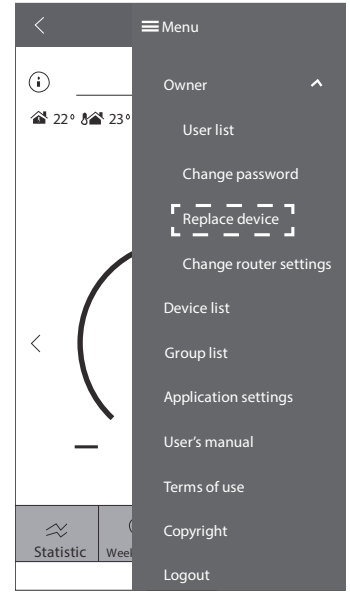 Menu
Owner
22° 23°
User list
Change password
Replace device
Change router settings
Device list
Group list
Application settings
User's manual
Terms of use
Copyright
Statistic
Logout